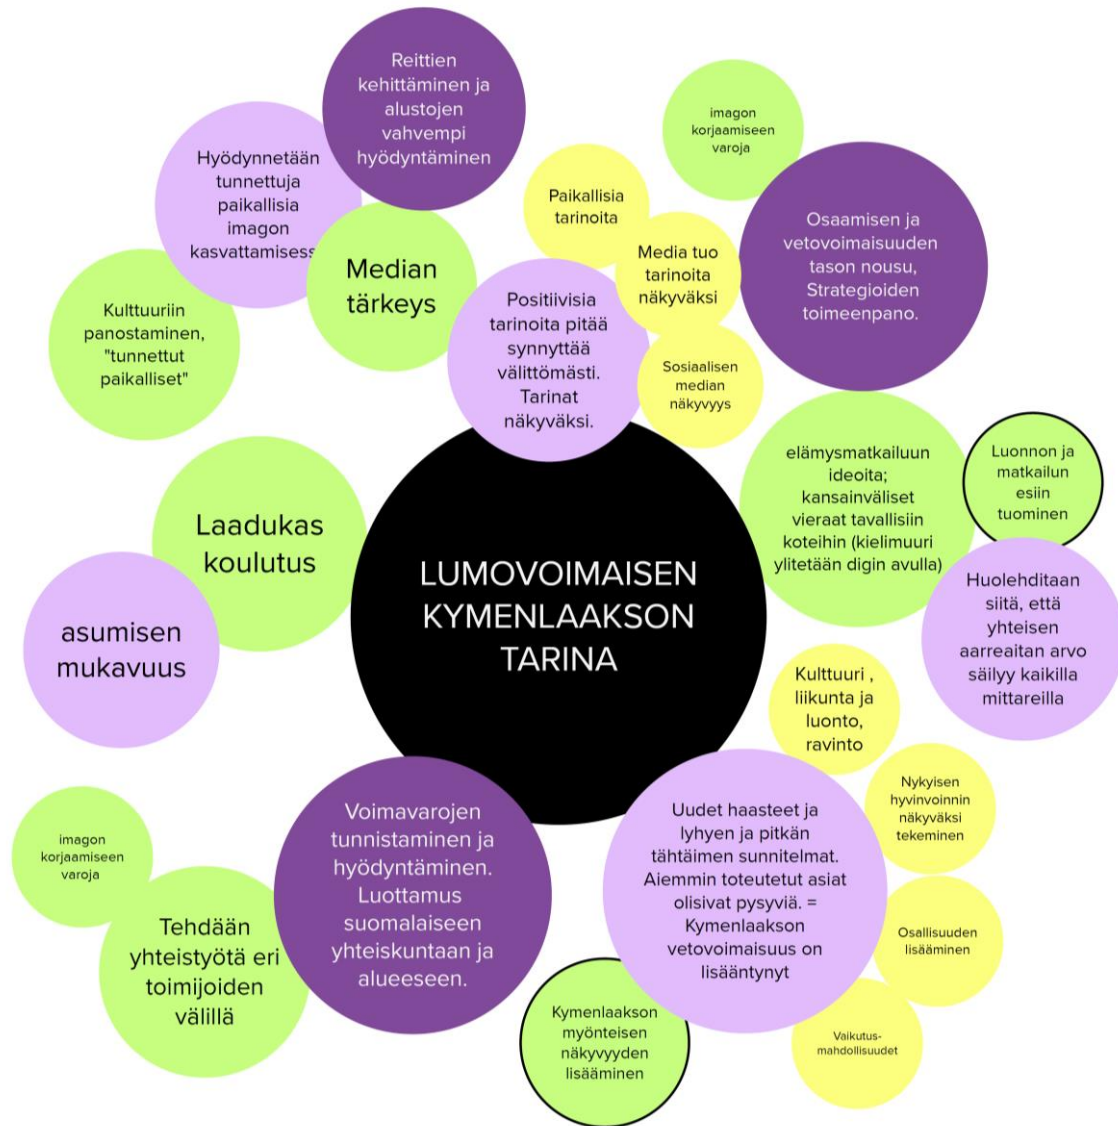 Reittien
kehittäminen ja
alustojen
vahvempi
hyödyntäminen
imagon
korjaamiseen
varoja
Hyödynnetään
tunnettuja
paikallisia
imagon
kasvattamisess
Paikallisia
tarinoita
Osaamisen ja
vetovoimaisuuden
tason nousu,
Strategioiden
toimeenpano.
Median
tärkeys
Media tuo
tarinoita
näkyväksi
Kulttuuriin
panostaminen,
"tunnettut
paikalliset"
Positiivisia
tarinoita pitää
synnyttää
välittömästi.
Tarinat
näkyväksi.
Sosiaalisen
median
näkyvyys
elämysmatkailuun
ideoita;
kansainväliset
vieraat tavallisiin
koteihin (kielimuuri
ylitetään digin avulla)
Luonnon ja
matkailun
esiin
tuominen
Laadukas
koulutus
LUMOVOIMAISEN
KYMENLAAKSON
TARINA
Huolehditaan
siitä, että
yhteisen
aarreaitan arvo
säilyy kaikilla
mittareilla
asumisen
mukavuus
Kulttuuri ,
liikunta ja
luonto,
ravinto
Nykyisen
hyvinvoinnin
näkyväksi
tekeminen
Voimavarojen
tunnistaminen ja
hyödyntäminen.
Luottamus
suomalaiseen
yhteiskuntaan ja
alueeseen.
Uudet haasteet ja
lyhyen ja pitkän
tähtäimen sunnitelmat.
Aiemmin toteutetut asiat
olisivat pysyviä. =
Kymenlaakson
vetovoimaisuus on
lisääntynyt
imagon
korjaamiseen
varoja
Tehdään
yhteistyötä eri
toimijoiden
välillä
Osallisuuden
lisääminen
Kymenlaakson
myönteisen
näkyvyyden
lisääminen
Vaikutus-
mahdollisuudet